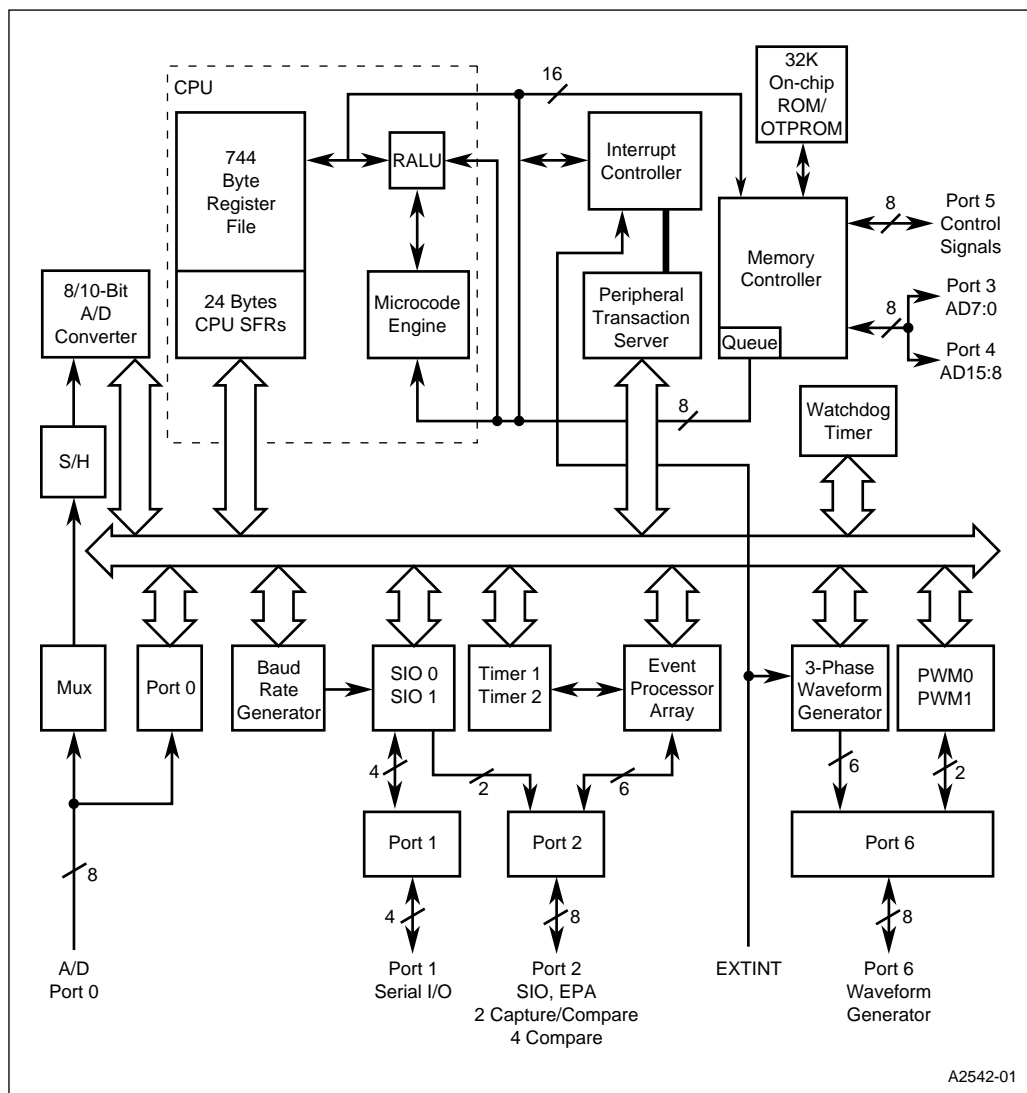 CPU
16
32K
On-chip
ROM/
OTPROM
744
Byte
Register
File
RALU
Interrupt
Controller
8
Port 5
Control
Signals
Memory
Controller
8/10-Bit
A/D
Converter
24 Bytes
CPU SFRs
Microcode
Engine
Peripheral
Transaction
Server
Queue
8
Port 3
AD7:0
Port 4
AD15:8
8
Watchdog
Timer
S/H
Mux
Port 0
Baud
Rate
Generator
SIO 0
SIO 1
Timer 1
Timer 2
Event
Processor
Array
3-Phase
Waveform
Generator
PWM0
PWM1
4
2
6
6
2
Port 1
Port 2
Port 6
8
4
8
8
A/D
Port 0
Port 1
Serial I/O
Port 2
SIO, EPA
2 Capture/Compare
4 Compare
EXTINT
Port 6
Waveform
Generator
A2542-01